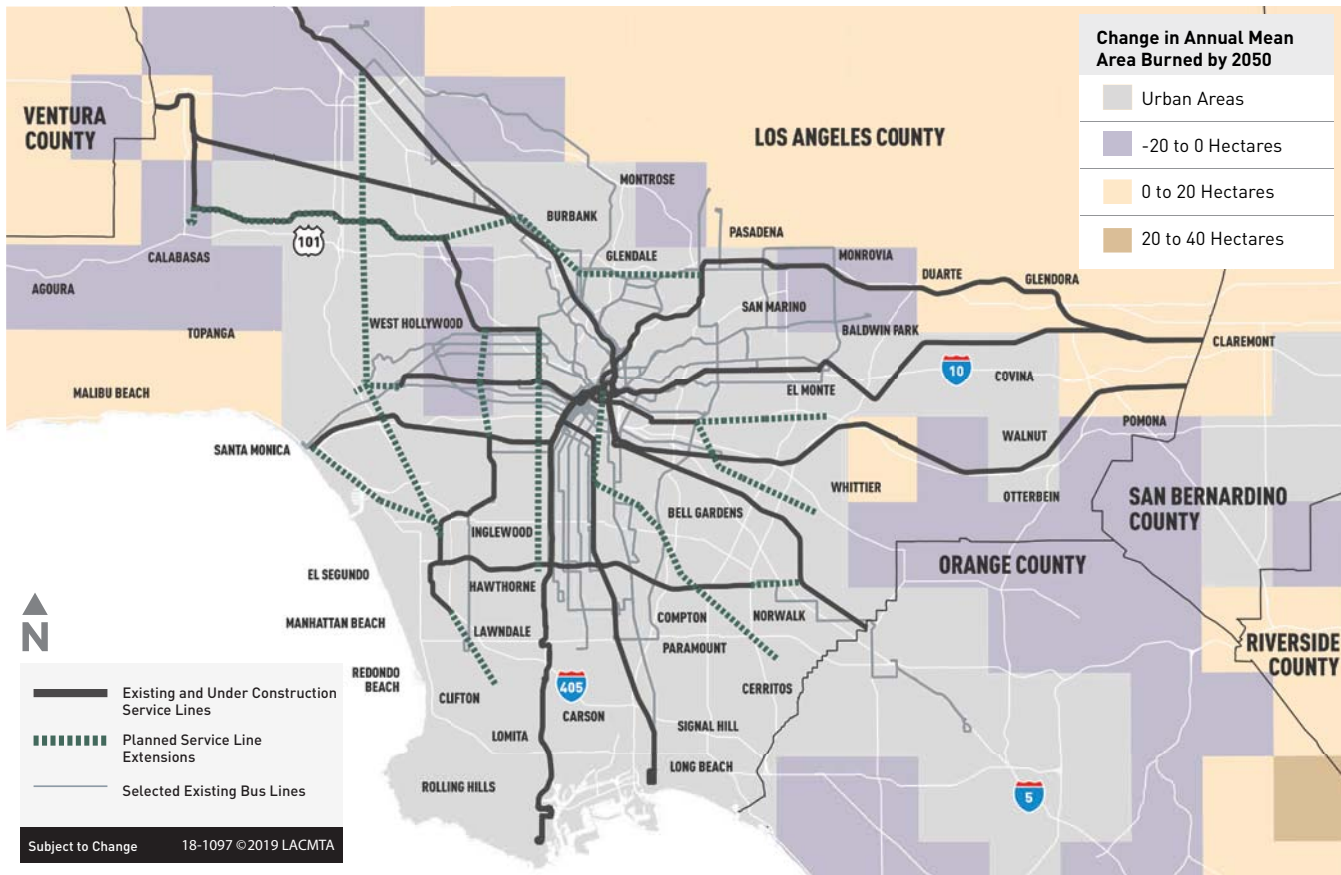 Change in Annual Mean
Area Burned by 2050
Urban Areas
-20 to 0 Hectares
0 to 20 Hectares
20 to 40 Hectares
VENTURA
COUNTY
LOS ANGELES COUNTY
MONTROSE
BURBANK
PASADENA
101
GLENDALE
MONROVIA
CALABASAS
DUARTE
GLENDORA
AGOURA
SAN MARINO
WEST HOLLYWOOD
BALDWIN PARK
TOPANGA
CLAREMONT
10
COVINA
MALIBU BEACH
EL MONTE
POMONA
SANTA MONICA
WALNUT
WHITTIER
OTTERBEIN
SAN BERNARDINO
COUNTY
BELL GARDENS
INGLEWOOD
ORANGE COUNTY
EL SEGUNDO
HAWTHORNE
COMPTON
NORWALK
MANHATTAN BEACH
LAWNDALE
PARAMOUNT
RIVERSIDE
COUNTY
REDONDO
BEACH
CLIFTON
405
CERRITOS
CARSON
SIGNAL HILL
LOMITA
LONG BEACH
ROLLING HILLS
5
N
Existing and Under Construction
Service Lines
Planned Service Line
Extensions
Selected Existing Bus Lines
Subject to Change 18-1097 ©2019 LACMTA